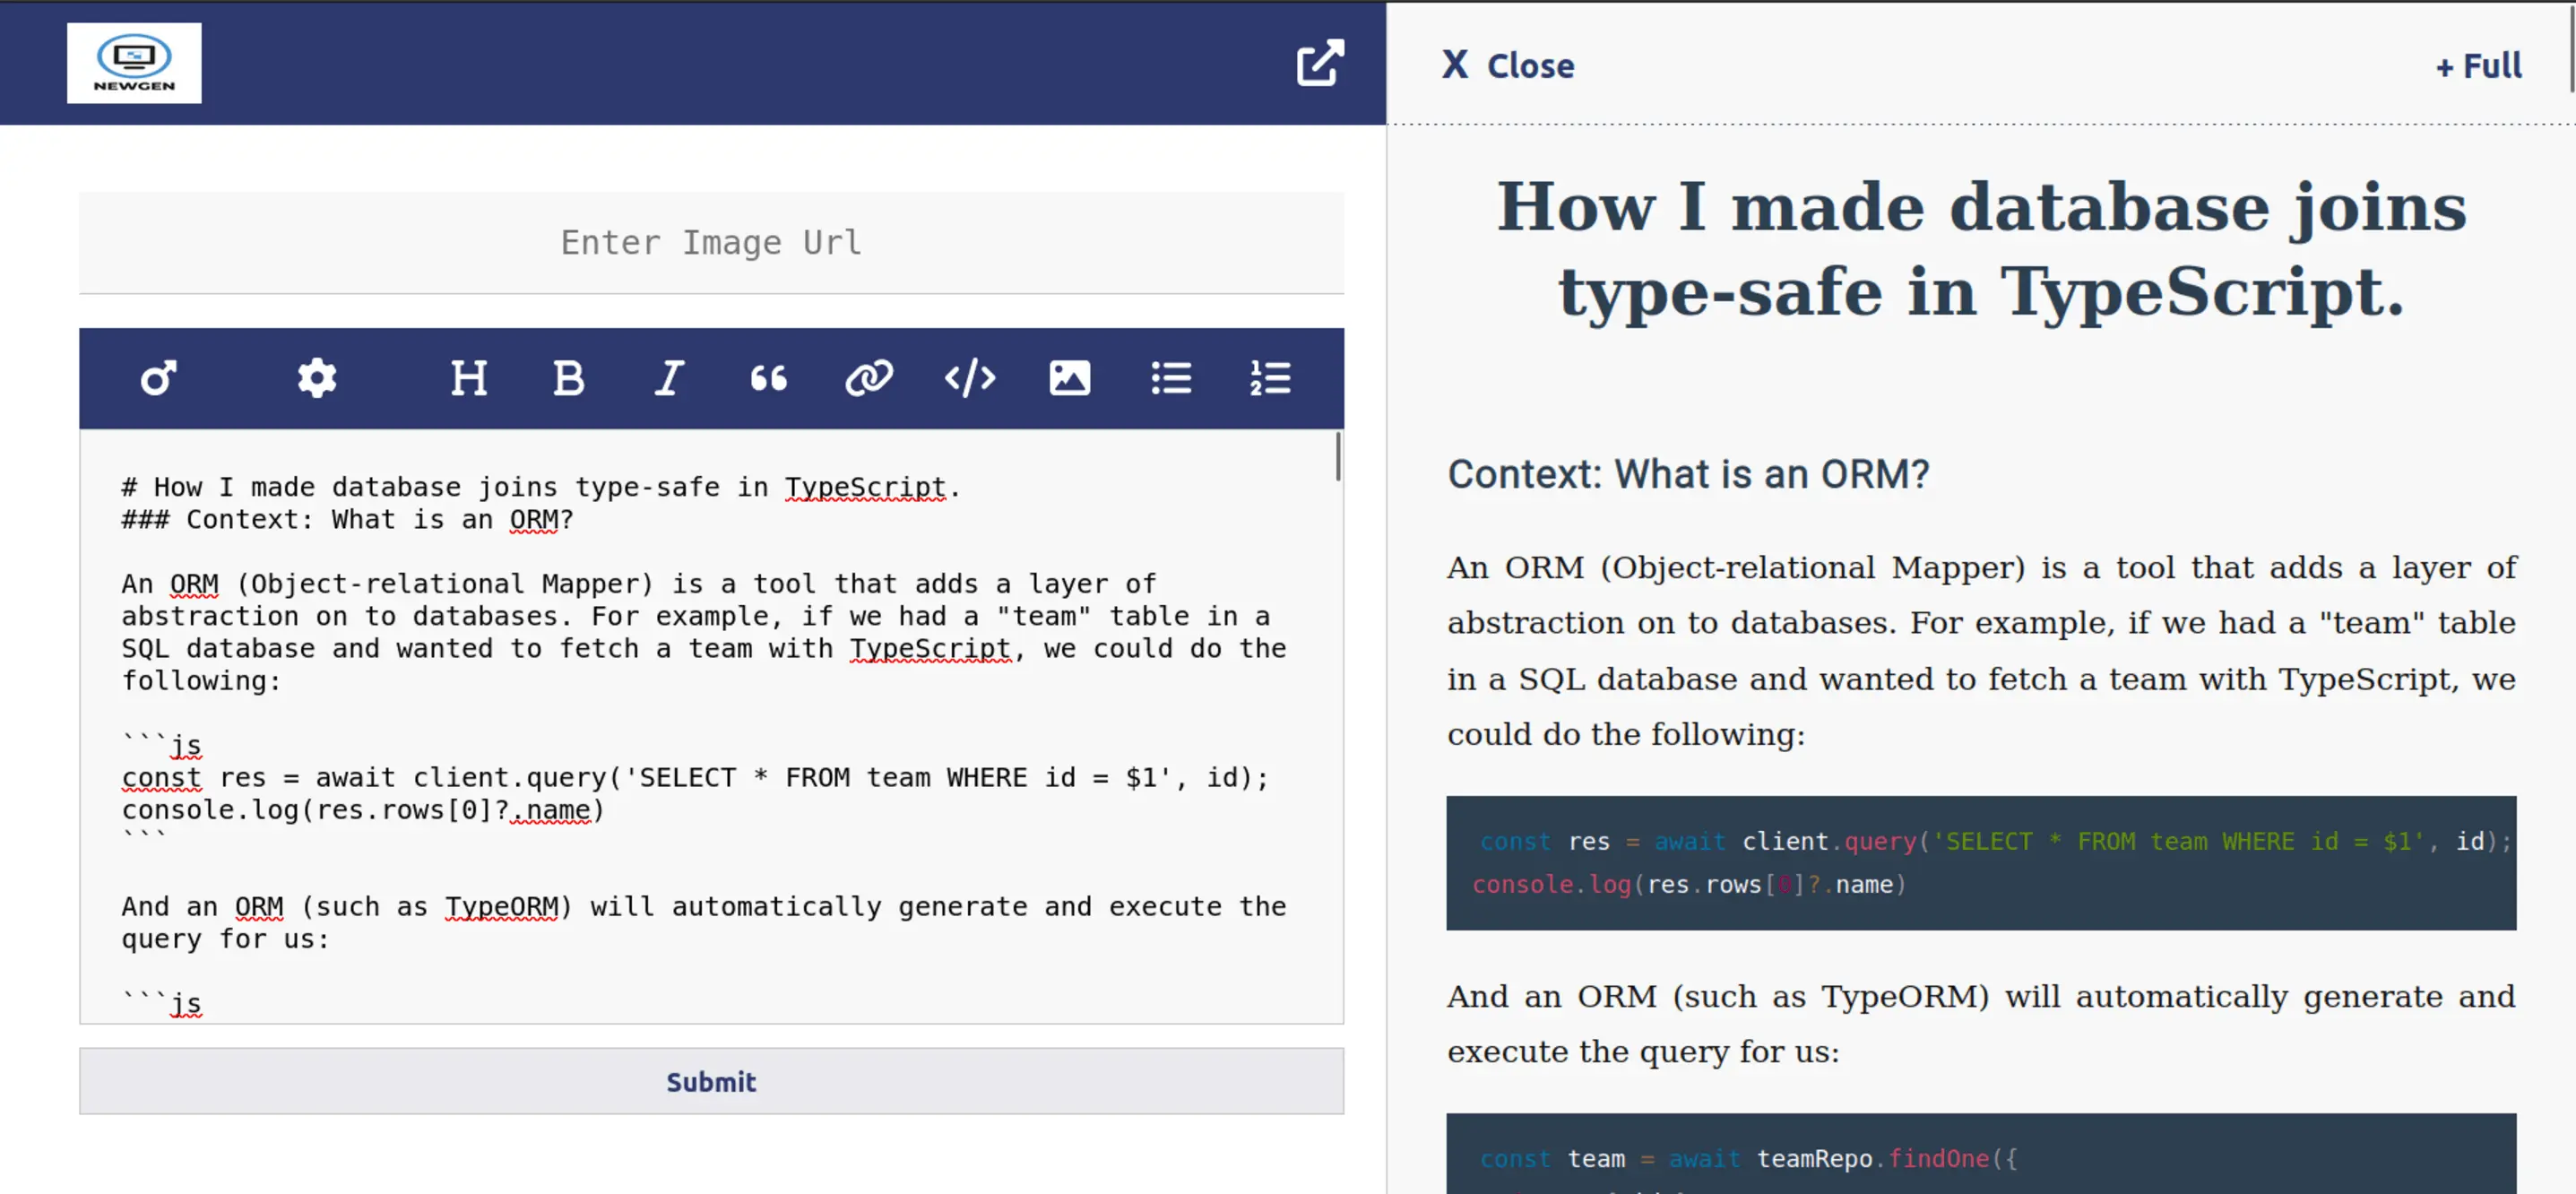 NEWGEN
Enter Image Url
H B I
# How I made database joins type-safe in TypeScript.
### Context: What is an ORM?
An ORM (Object-relational Mapper) is a tool that adds a layer of
abstraction on to databases. For example, if we had a "team" table in a
SQL database and wanted to fetch a team with TypeScript, we could do the
following:
```js
const res = await client.query('SELECT * FROM team WHERE id = $1', id);
console.log(res.rows[0]?.name)
```
And an ORM (such as TypeORM) will automatically generate and execute the
query for us:
```js
Submit
X Close
+ Full
How I made database joins
type-safe in TypeScript.
Context: What is an ORM?
An ORM (Object-relational Mapper) is a tool that adds a layer of
abstraction on to databases. For example, if we had a "team" table
in a SQL database and wanted to fetch a team with TypeScript, we
could do the following:
const res = await client.query('SELECT * FROM team WHERE id = $1', id);
console.log(res.rows[0]?.name)
And an ORM (such as TypeORM) will automatically generate and
execute the query for us:
const team = await teamRepo.findOne({